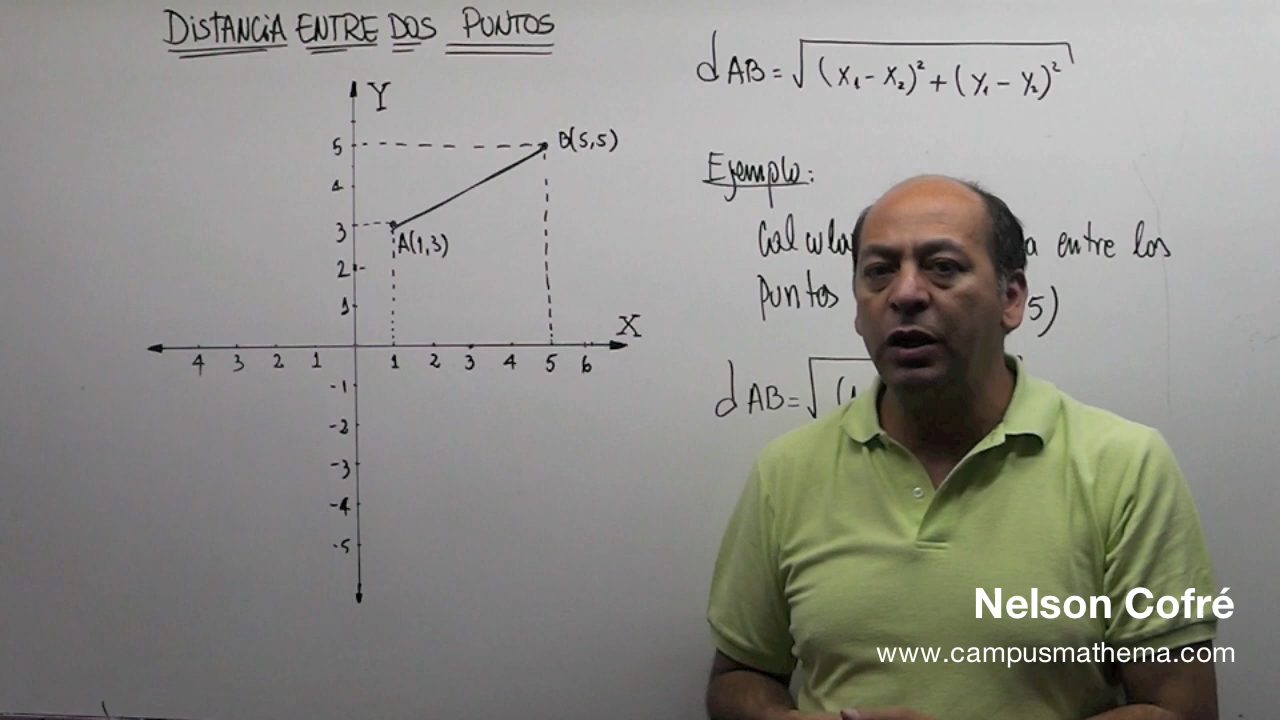 DISTANCIA ENTRE DOS PUNTOS
dAB = √(X₁ - X₂)² + (Y₁ - Y₂)²
Y
5
B(5,5)
4
3
A(1,3)
2
1
X
4 3 2 1 1 2 3 4 5 6
-1
-2
-3
-4
-5
Ejemplo:
a entre los
puntos 5)
dAB = √(
Nelson Cofré
www.campusmathema.com